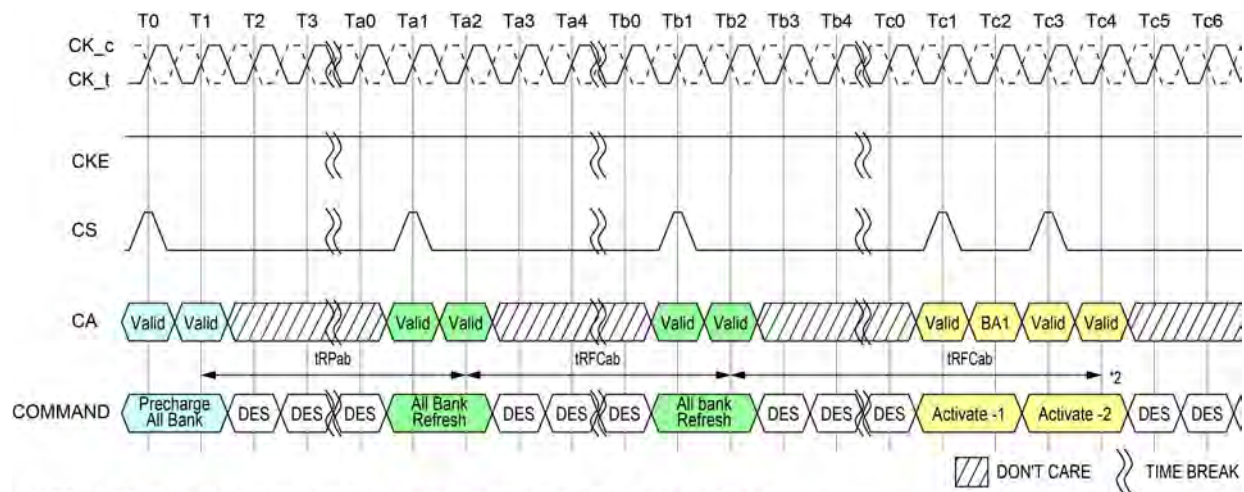 T0 T1 T2 T3 Ta0 Ta1 Ta2 Ta3 Ta4 Tb0 Tb1 Tb2 Tb3 Tb4 Tc0 Tc1 Tc2 Tc3 Tc4 Tc5 Tc6
CK_c
CK_t
CKE
CS
CA Valid Valid Valid Valid Valid Valid Valid BA1 Valid Valid
tRPab tRFCab tRFCab *2
COMMAND Precharge All Bank DES DES DES All Bank Refresh DES DES DES All bank Refresh DES DES DES Activate -1 Activate -2 DES DES
DON'T CARE TIME BREAK